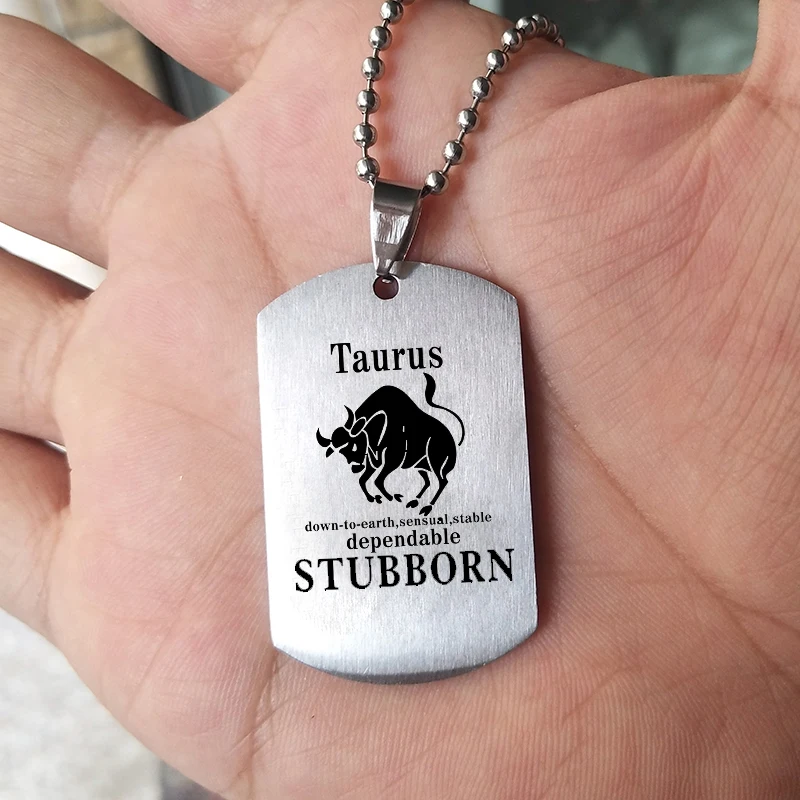 Taurus
down-to-earth,sensual,stable
dependable
STUBBORN